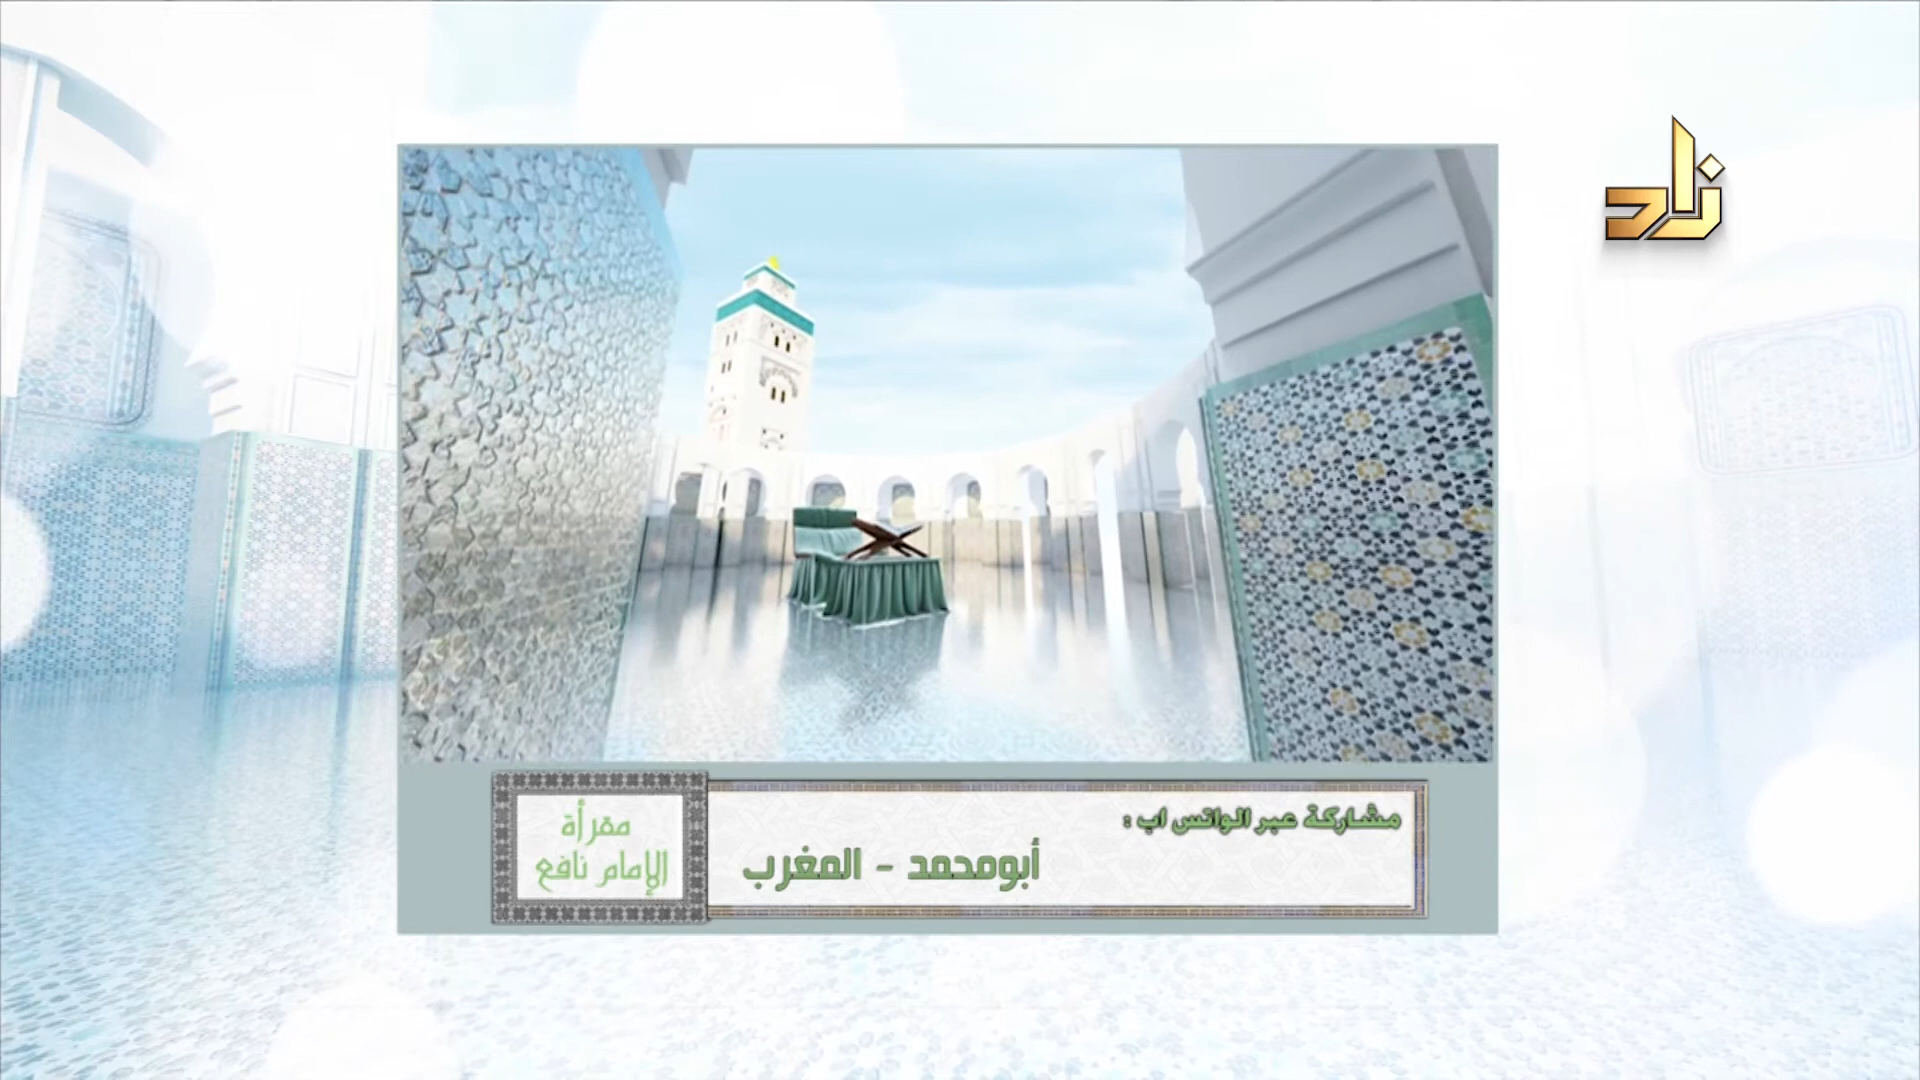 زاد
مشاركة عبر الواتس اب :
أبومحمد - المغرب
مقرأة
الإمام نافع